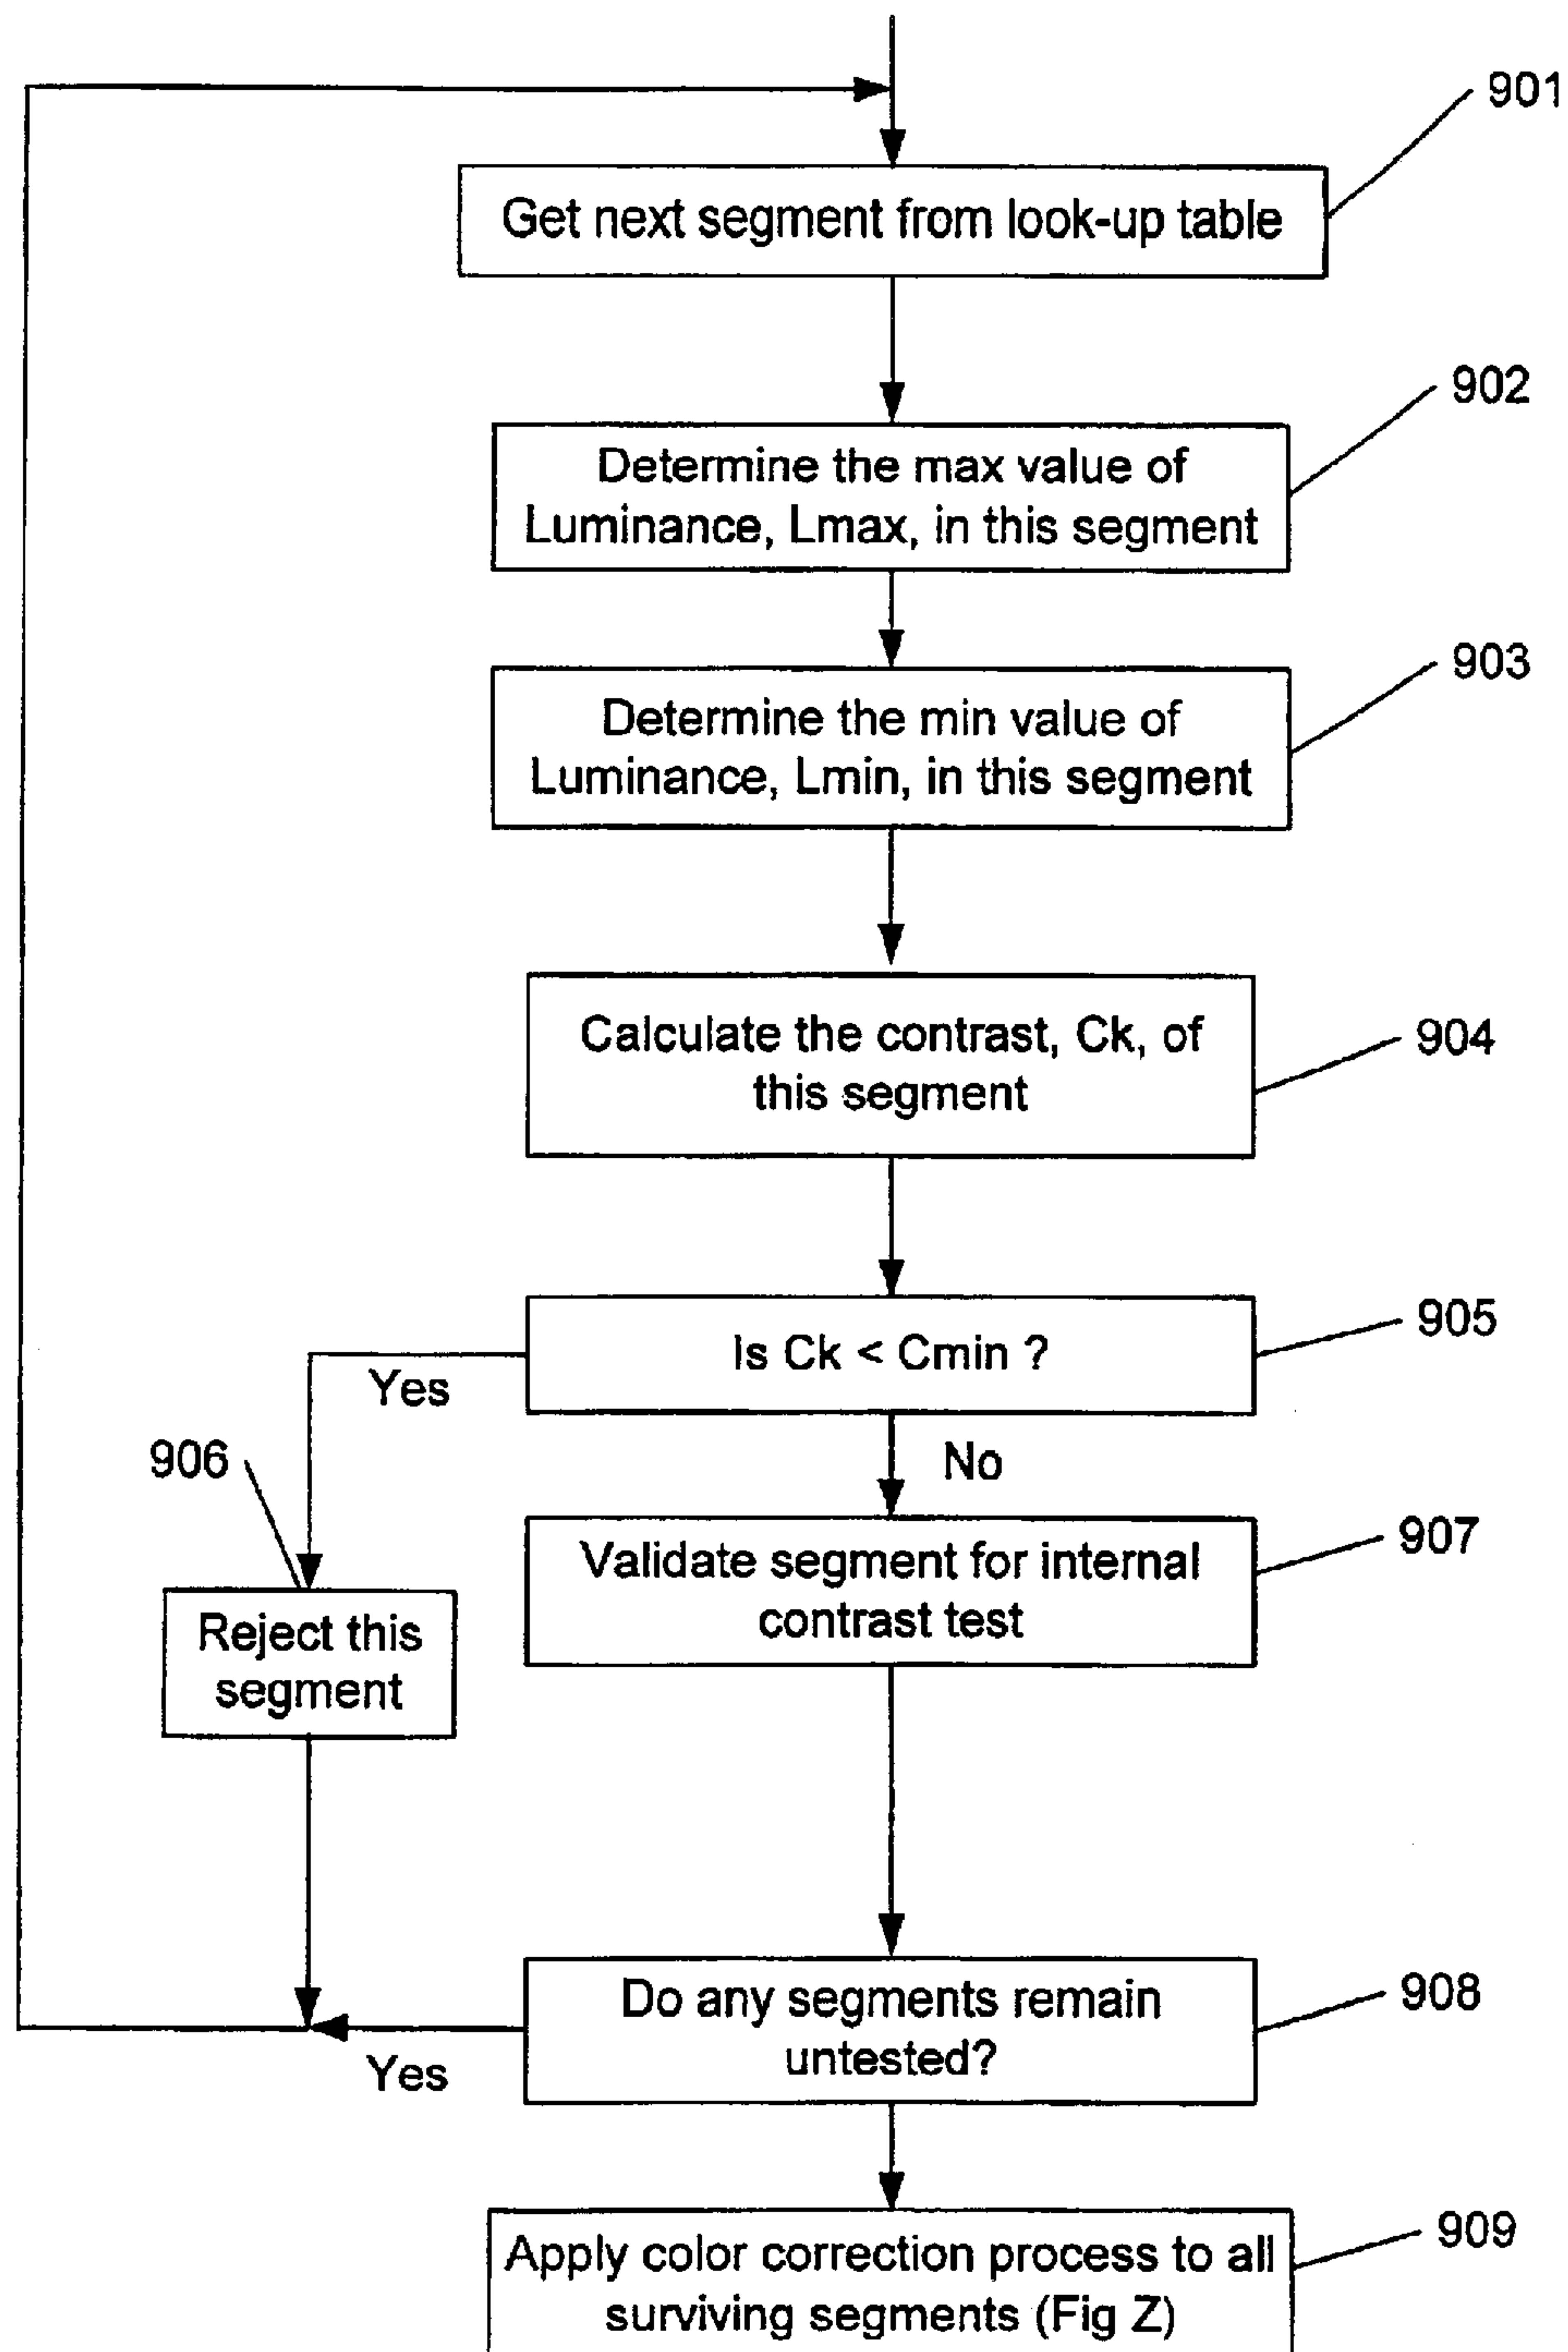 901
Get next segment from look-up table
902
Determine the max value of
Luminance, Lmax, in this segment
903
Determine the min value of
Luminance, Lmin, in this segment
904
Calculate the contrast, Ck, of
this segment
905
Is Ck < Cmin ?
Yes
No
906
907
Validate segment for internal
contrast test
Reject this
segment
908
Do any segments remain
untested?
Yes
909
Apply color correction process to all
surviving segments (Fig Z)